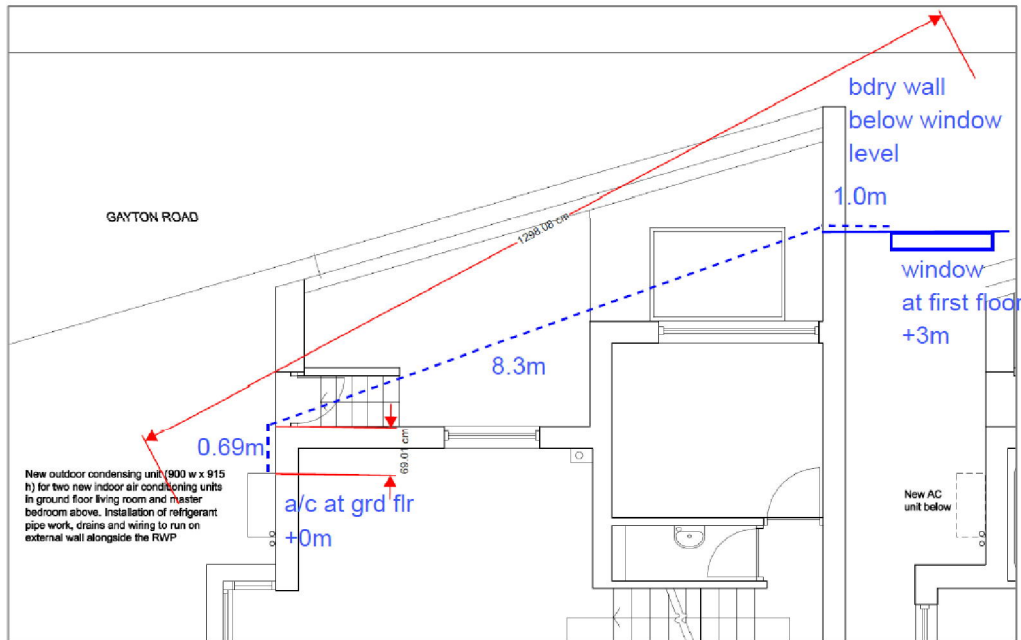 bdry wall
below window
level
1.0m
GAYTON ROAD
1298.08 cm
window
at first floor
+3m
8.3m
0.69m
69.01 cm
New outdoor condensing unit (900 w x 915
h) for two new indoor air conditioning units
in ground floor living room and master
bedroom above. Installation of refrigerant
pipe work, drains and wiring to run on
external wall alongside the RWP
a/c at grd flr
+0m
New AC
unit below